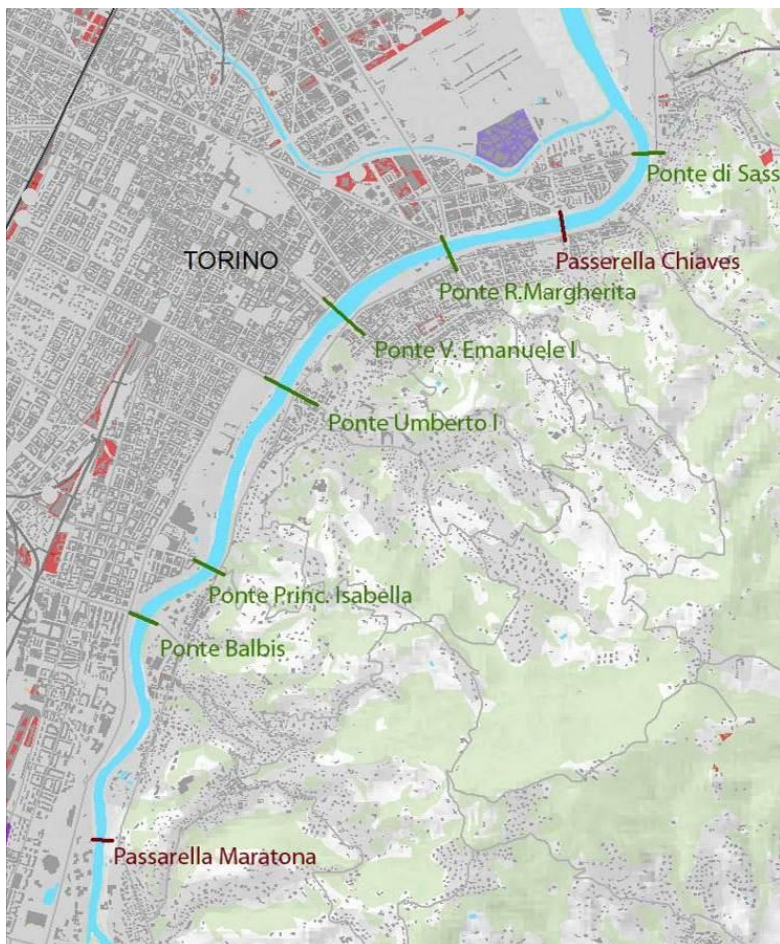 Ponte di Sass
TORINO
Passerella Chiaves
Ponte R.Margherita
Ponte V. Emanuele I
Ponte Umberto I
Ponte Princ. Isabella
Ponte Balbis
Passarella Maratona